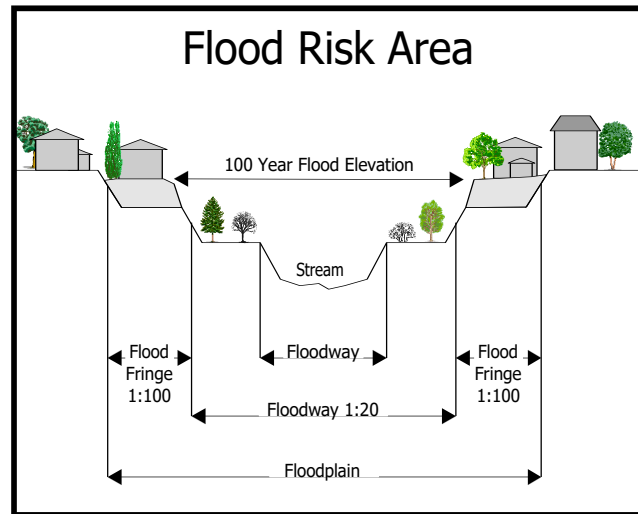 Flood Risk Area
100 Year Flood Elevation
Stream
Flood
Fringe
1:100
Floodway
Flood
Fringe
1:100
Floodway 1:20
Floodplain